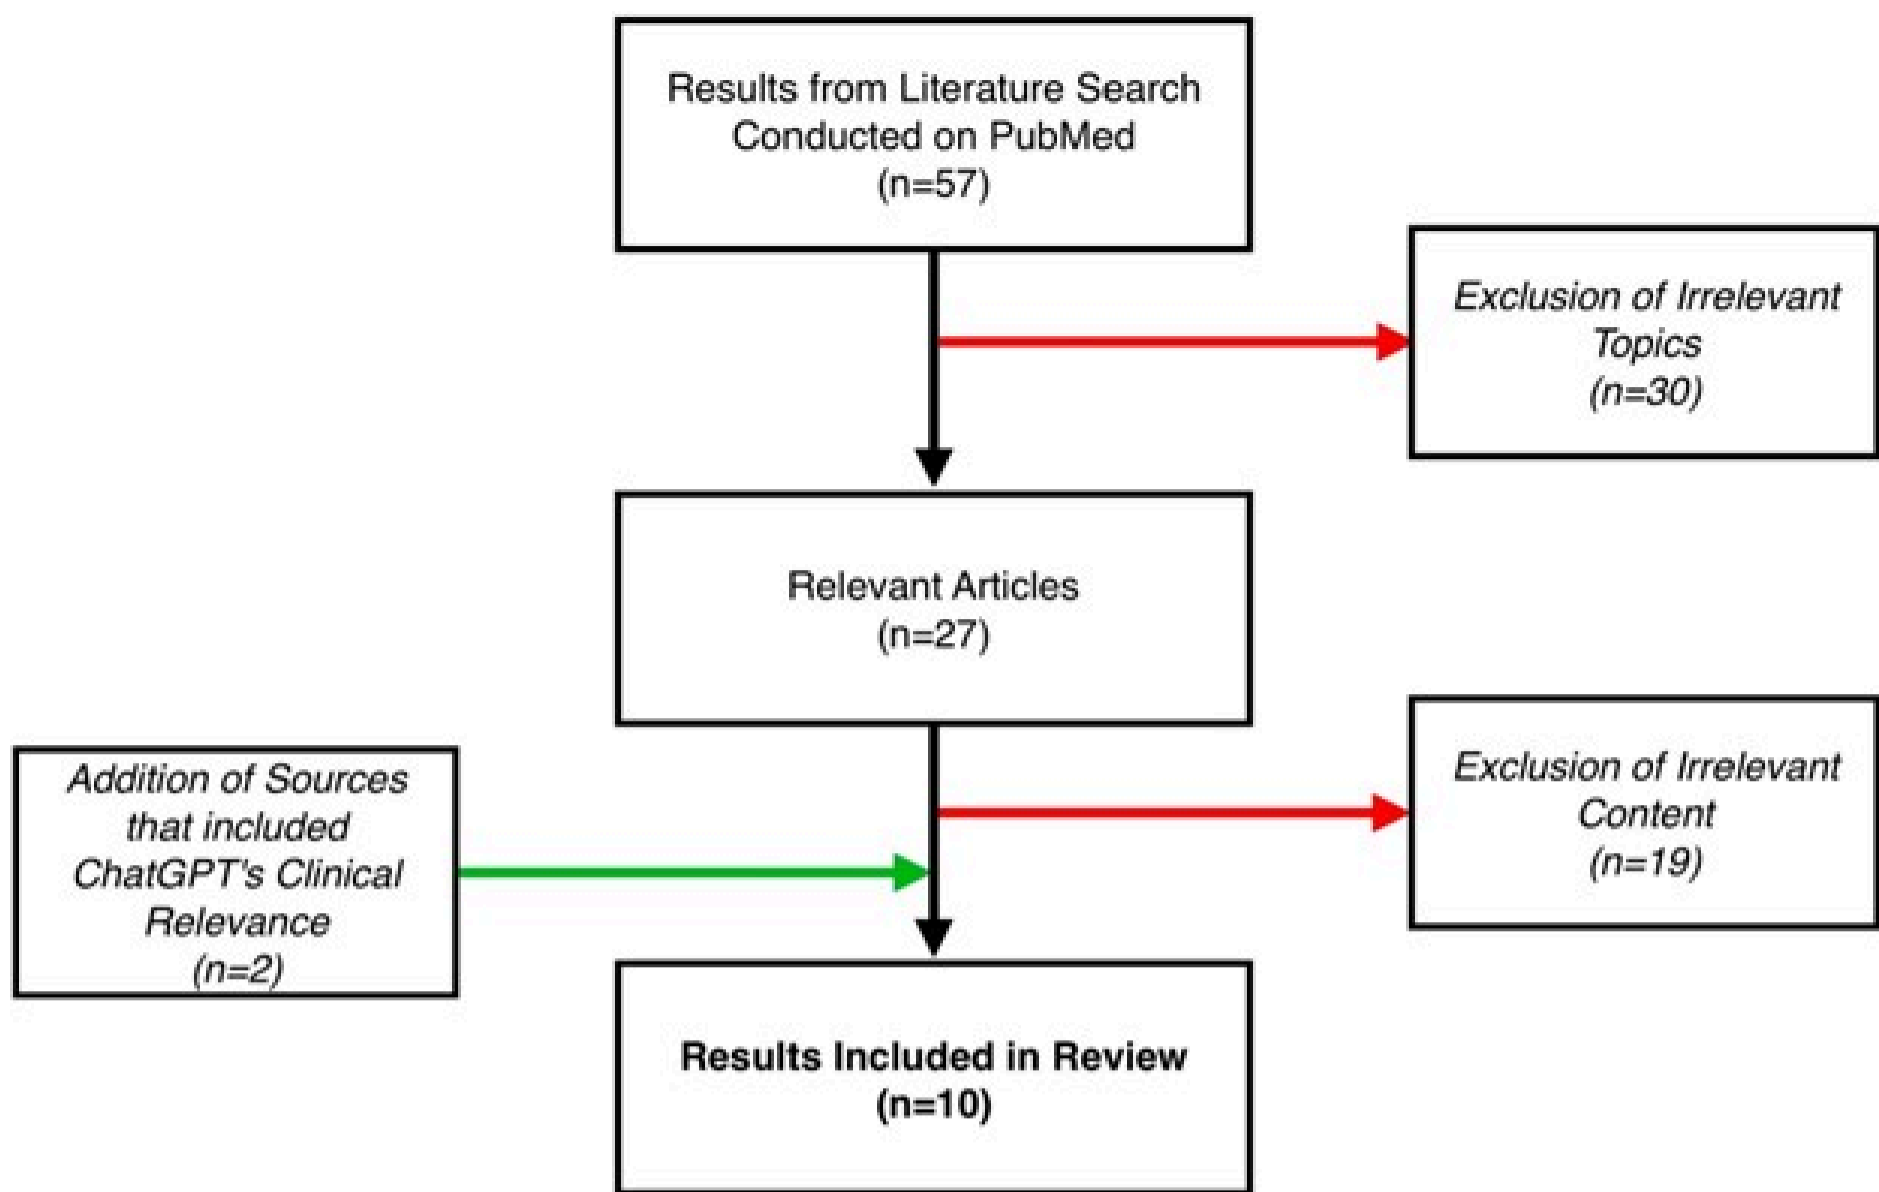 Results from Literature Search
Conducted on PubMed
(n=57)
Exclusion of Irrelevant
Topics
(n=30)
Relevant Articles
(n=27)
Exclusion of Irrelevant
Content
(n=19)
Addition of Sources
that included
ChatGPT's Clinical
Relevance
(n=2)
Results Included in Review
(n=10)